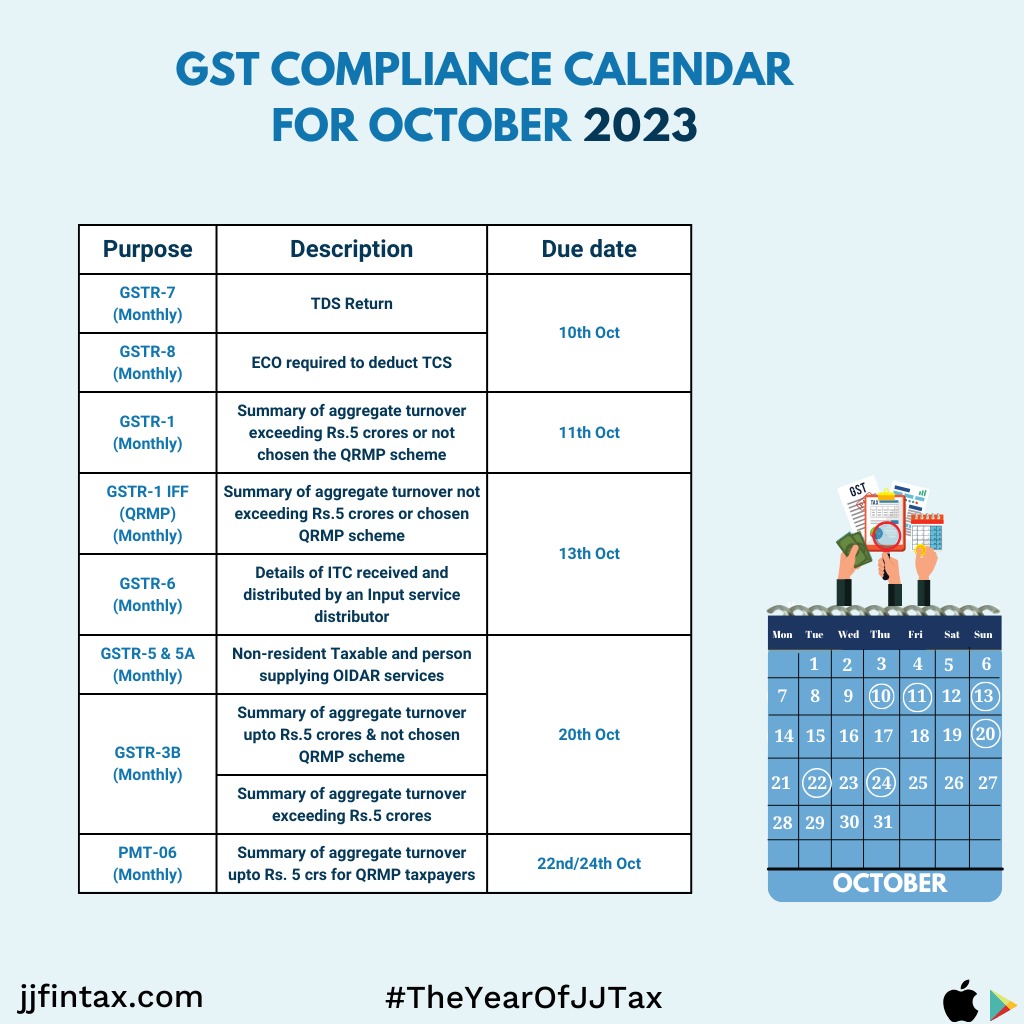 GST COMPLIANCE CALENDAR
FOR OCTOBER 2023
Purpose Description Due date
GSTR-7
(Monthly)
TDS Return
10th Oct
GSTR-8
(Monthly)
ECO required to deduct TCS
GSTR-1
(Monthly)
Summary of aggregate turnover
exceeding Rs.5 crores or not
chosen the QRMP scheme
11th Oct
GSTR-1 IFF
(QRMP)
(Monthly)
Summary of aggregate turnover not
exceeding Rs.5 crores or chosen
QRMP scheme
13th Oct
GSTR-6
(Monthly)
Details of ITC received and
distributed by an Input service
distributor
GSTR-5 & 5A
(Monthly)
Non-resident Taxable and person
supplying OIDAR services
20th Oct
GSTR-3B
(Monthly)
Summary of aggregate turnover
upto Rs.5 crores & not chosen
QRMP scheme
Summary of aggregate turnover
exceeding Rs.5 crores
PMT-06
(Monthly)
Summary of aggregate turnover
upto Rs. 5 crs for QRMP taxpayers
22nd/24th Oct
GST
TAX
Mon Tue Wed Thu Fri Sat Sun
1 2 3 4 5 6
7 8 9 10 11 12 13
14 15 16 17 18 19 20
21 22 23 24 25 26 27
28 29 30 31
OCTOBER
jjfintax.com
#TheYearOfJJTax